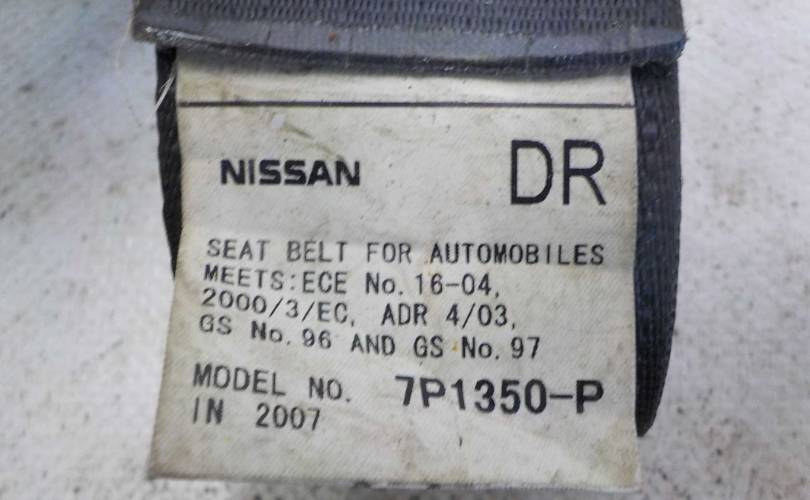 NISSAN DR
SEAT BELT FOR AUTOMOBILES
MEETS:ECE No.16-04,
2000/3/EC, ADR 4/03,
GS No.96 AND GS No.97
MODEL NO. 7P1350-P
IN 2007